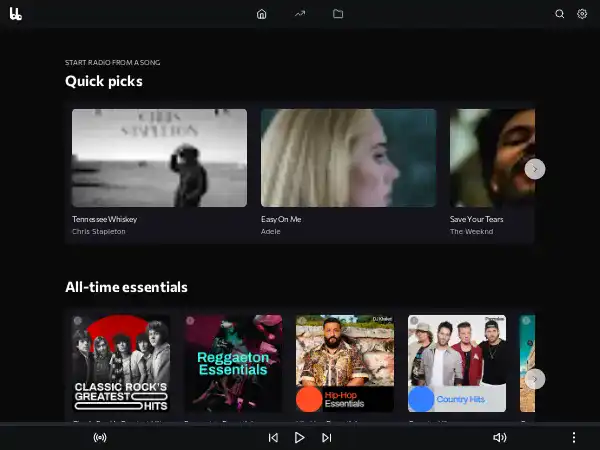 START RADIO FROM A SONG
Quick picks
CHRIS
STAPLETON
Tennessee Whiskey
Chris Stapleton
Easy On Me
Adele
Save Your Tears
The Weeknd
All-time essentials
CLASSIC ROCK'S
GREATEST
HITS
Reggaeton
Essentials
DJ Khaled
Hip-Hop
Essentials
Country Hits